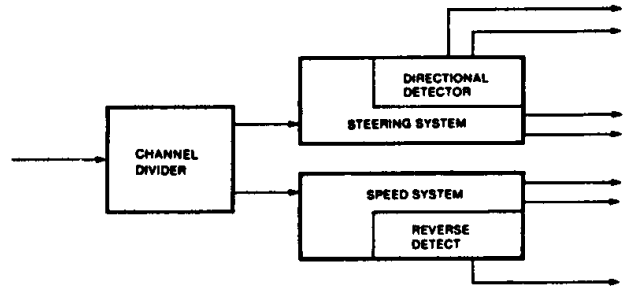 DIRECTIONAL
DETECTOR
STEERING SYSTEM
CHANNEL
DIVIDER
SPEED SYSTEM
REVERSE
DETECT